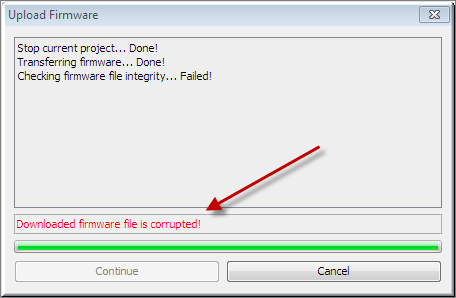 Upload Firmware
Stop current project... Done!
Transferring firmware... Done!
Checking firmware file integrity... Failed!
Downloaded firmware file is corrupted!
Continue
Cancel